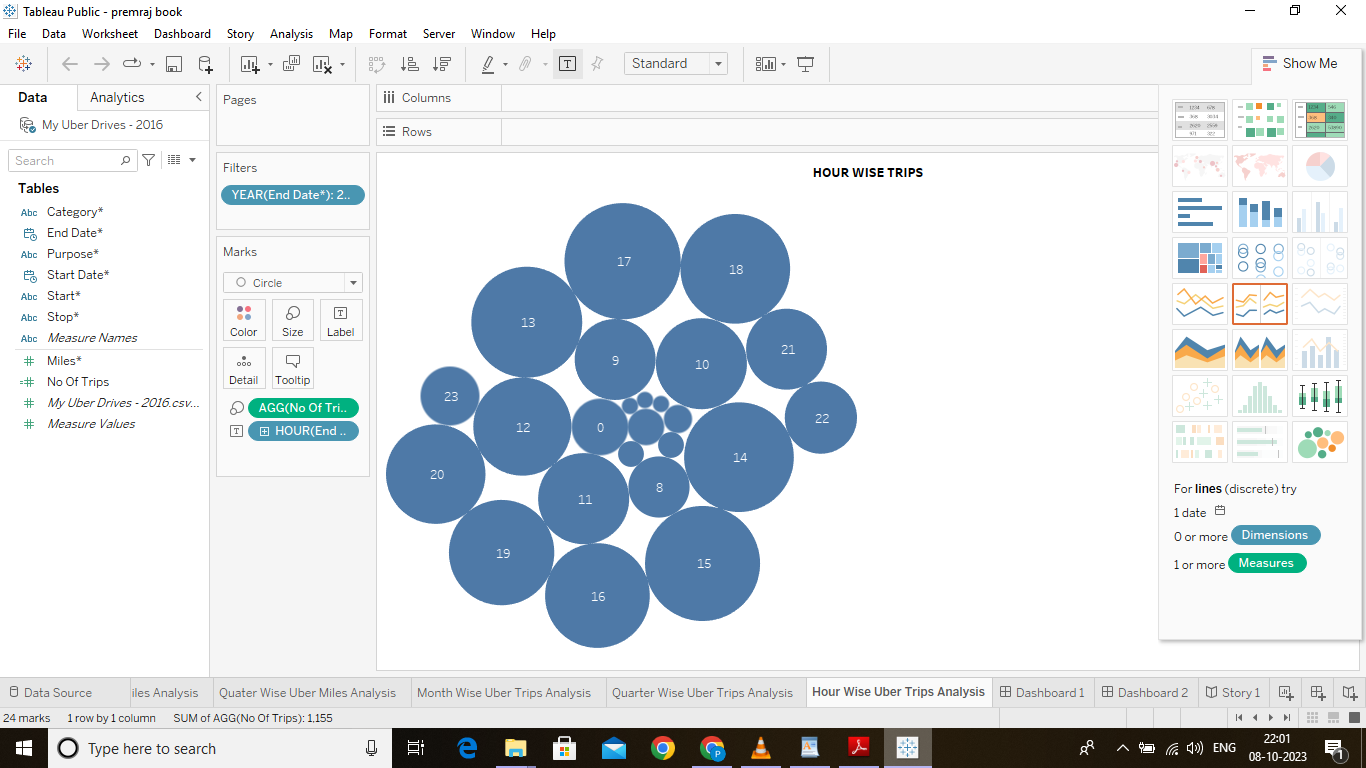 Tableau Public - premraj book
File Data Worksheet Dashboard Story Analysis Map Format Server Window Help
Standard
Show Me
Data Analytics
My Uber Drives - 2016
Search
Tables
Abc Category*
End Date*
Abc Purpose*
Start Date*
Abc Start*
Abc Stop*
Abc Measure Names
Miles*
No Of Trips
My Uber Drives - 2016.csv...
Measure Values
Pages
Filters
YEAR(End Date*): 2..
Marks
Circle
Color Size Label
Detail Tooltip
AGG(No Of Tri..
HOUR(End ..
Columns
Rows
HOUR WISE TRIPS
17
18
13
21
9
10
23
22
12
0
14
20
8
11
19
15
16
For lines (discrete) try
1 date
0 or more Dimensions
1 or more Measures
Data Source iles Analysis Quater Wise Uber Miles Analysis Month Wise Uber Trips Analysis Quarter Wise Uber Trips Analysis Hour Wise Uber Trips Analysis Dashboard 1 Dashboard 2 Story 1
24 marks 1 row by 1 column SUM of AGG(No Of Trips): 1,155
Type here to search
ENG
22:01
08-10-2023
1